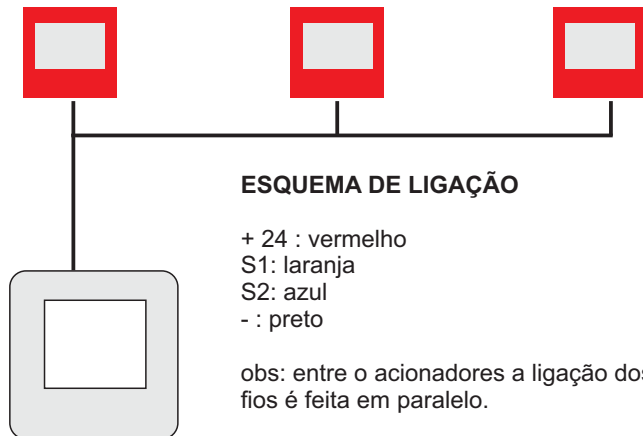 ESQUEMA DE LIGAÇÃO
+ 24 : vermelho
S1: laranja
S2: azul
- : preto
obs: entre o acionadores a ligação dos
fios é feita em paralelo.